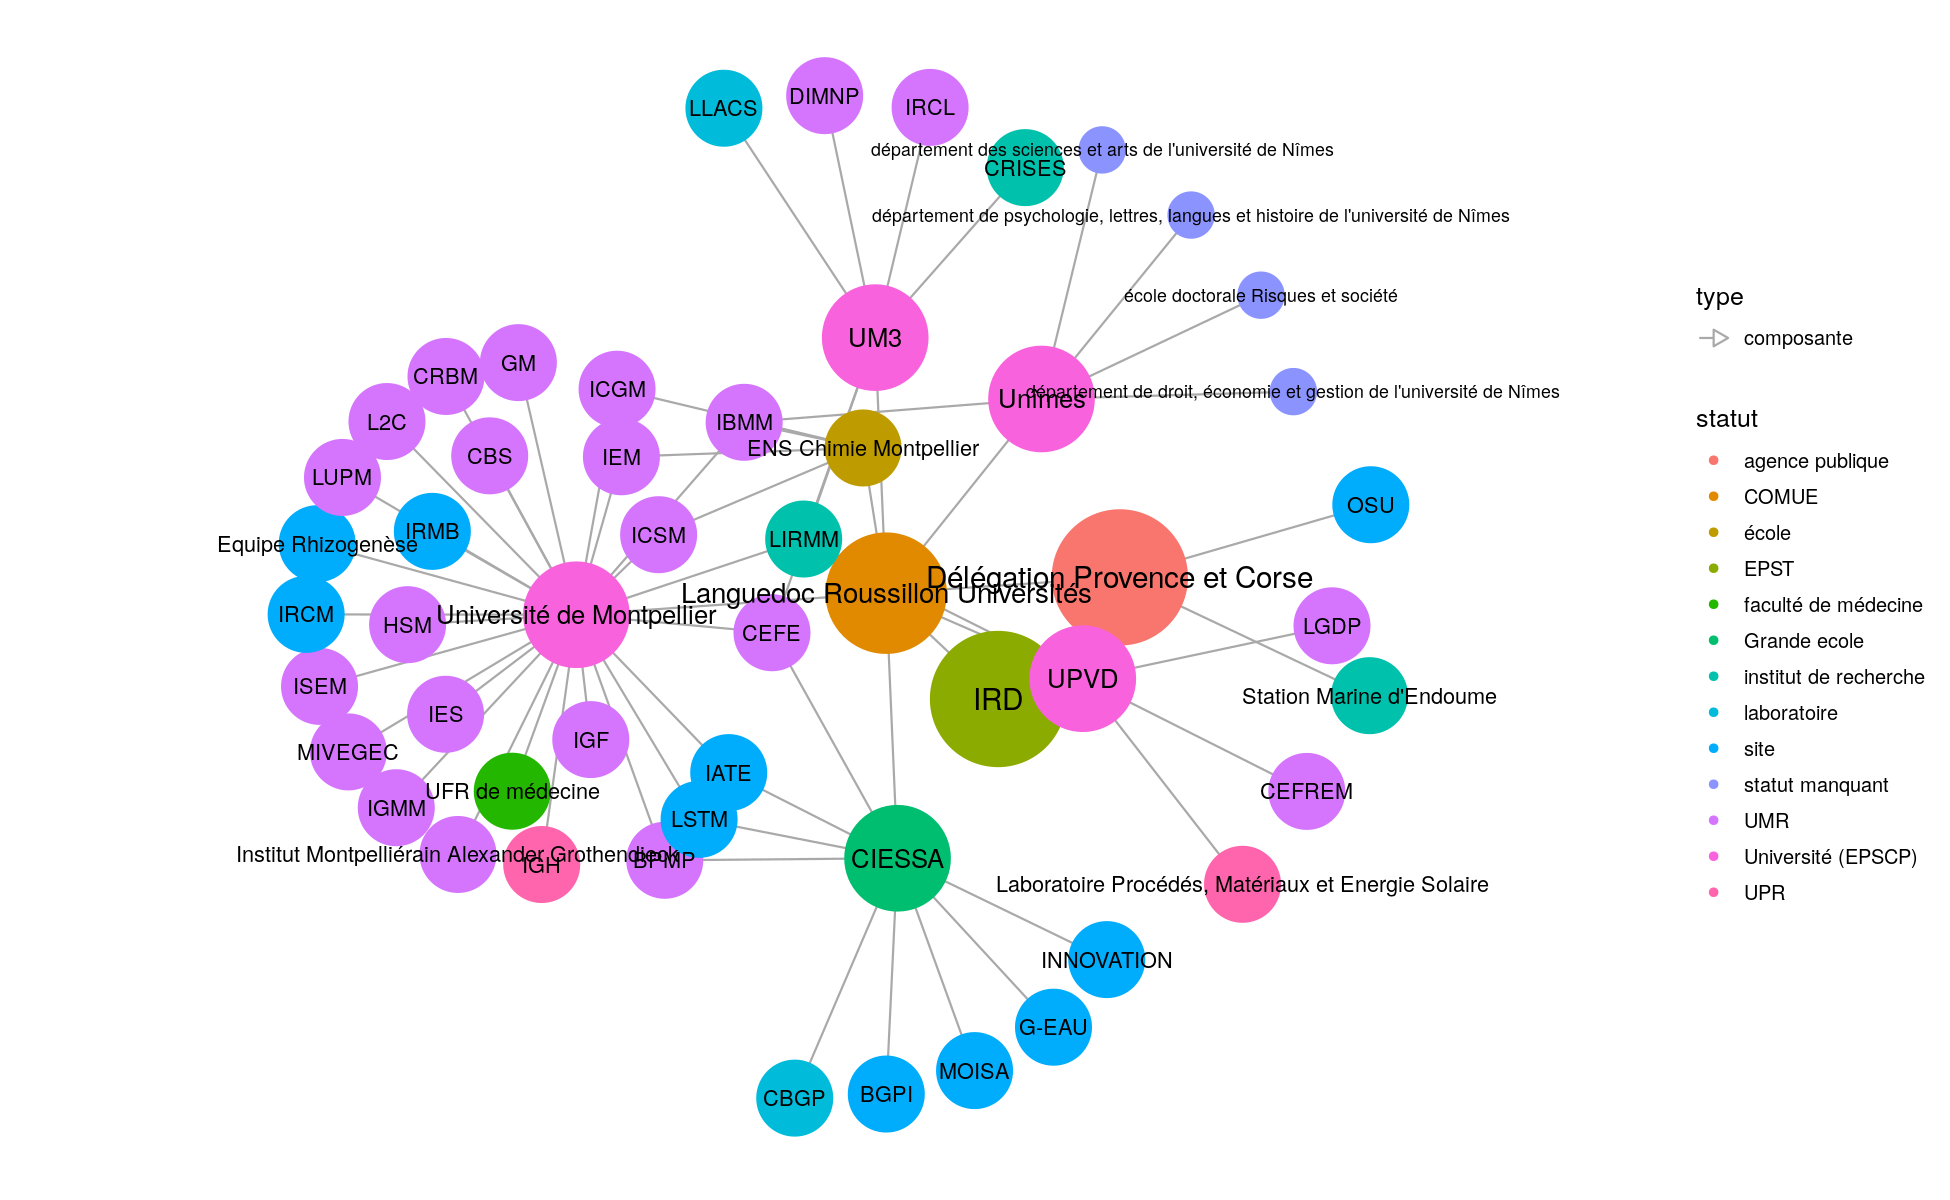 LLACS
DIMNP
IRCL
département des sciences et arts de l'université de Nîmes
CRISES
département de psychologie, lettres, langues et histoire de l'université de Nîmes
école doctorale Risques et société
UM3
Unîmes
département de droit, économie et gestion de l'université de Nîmes
GM
CRBM
ICGM
L2C
IBMM
CBS
IEM
ENS Chimie Montpellier
LUPM
OSU
IRMB
ICSM
LIRMM
Equipe Rhizogenèse
Délégation Provence et Corse
Languedoc Roussillon Universités
IRCM
HSM
Université de Montpellier
CEFE
LGDP
ISEM
UPVD
IRD
Station Marine d'Endoume
IES
IGF
MIVEGEC
IATE
UFR de médecine
CEFREM
IGMM
LSTM
Institut Montpelliérain Alexander Grothendieck
IGH
BPMP
CIESSA
Laboratoire Procédés, Matériaux et Energie Solaire
INNOVATION
G-EAU
MOISA
BGPI
CBGP
type
composante
statut
agence publique
COMUE
école
EPST
faculté de médecine
Grande ecole
institut de recherche
laboratoire
site
statut manquant
UMR
Université (EPSCP)
UPR